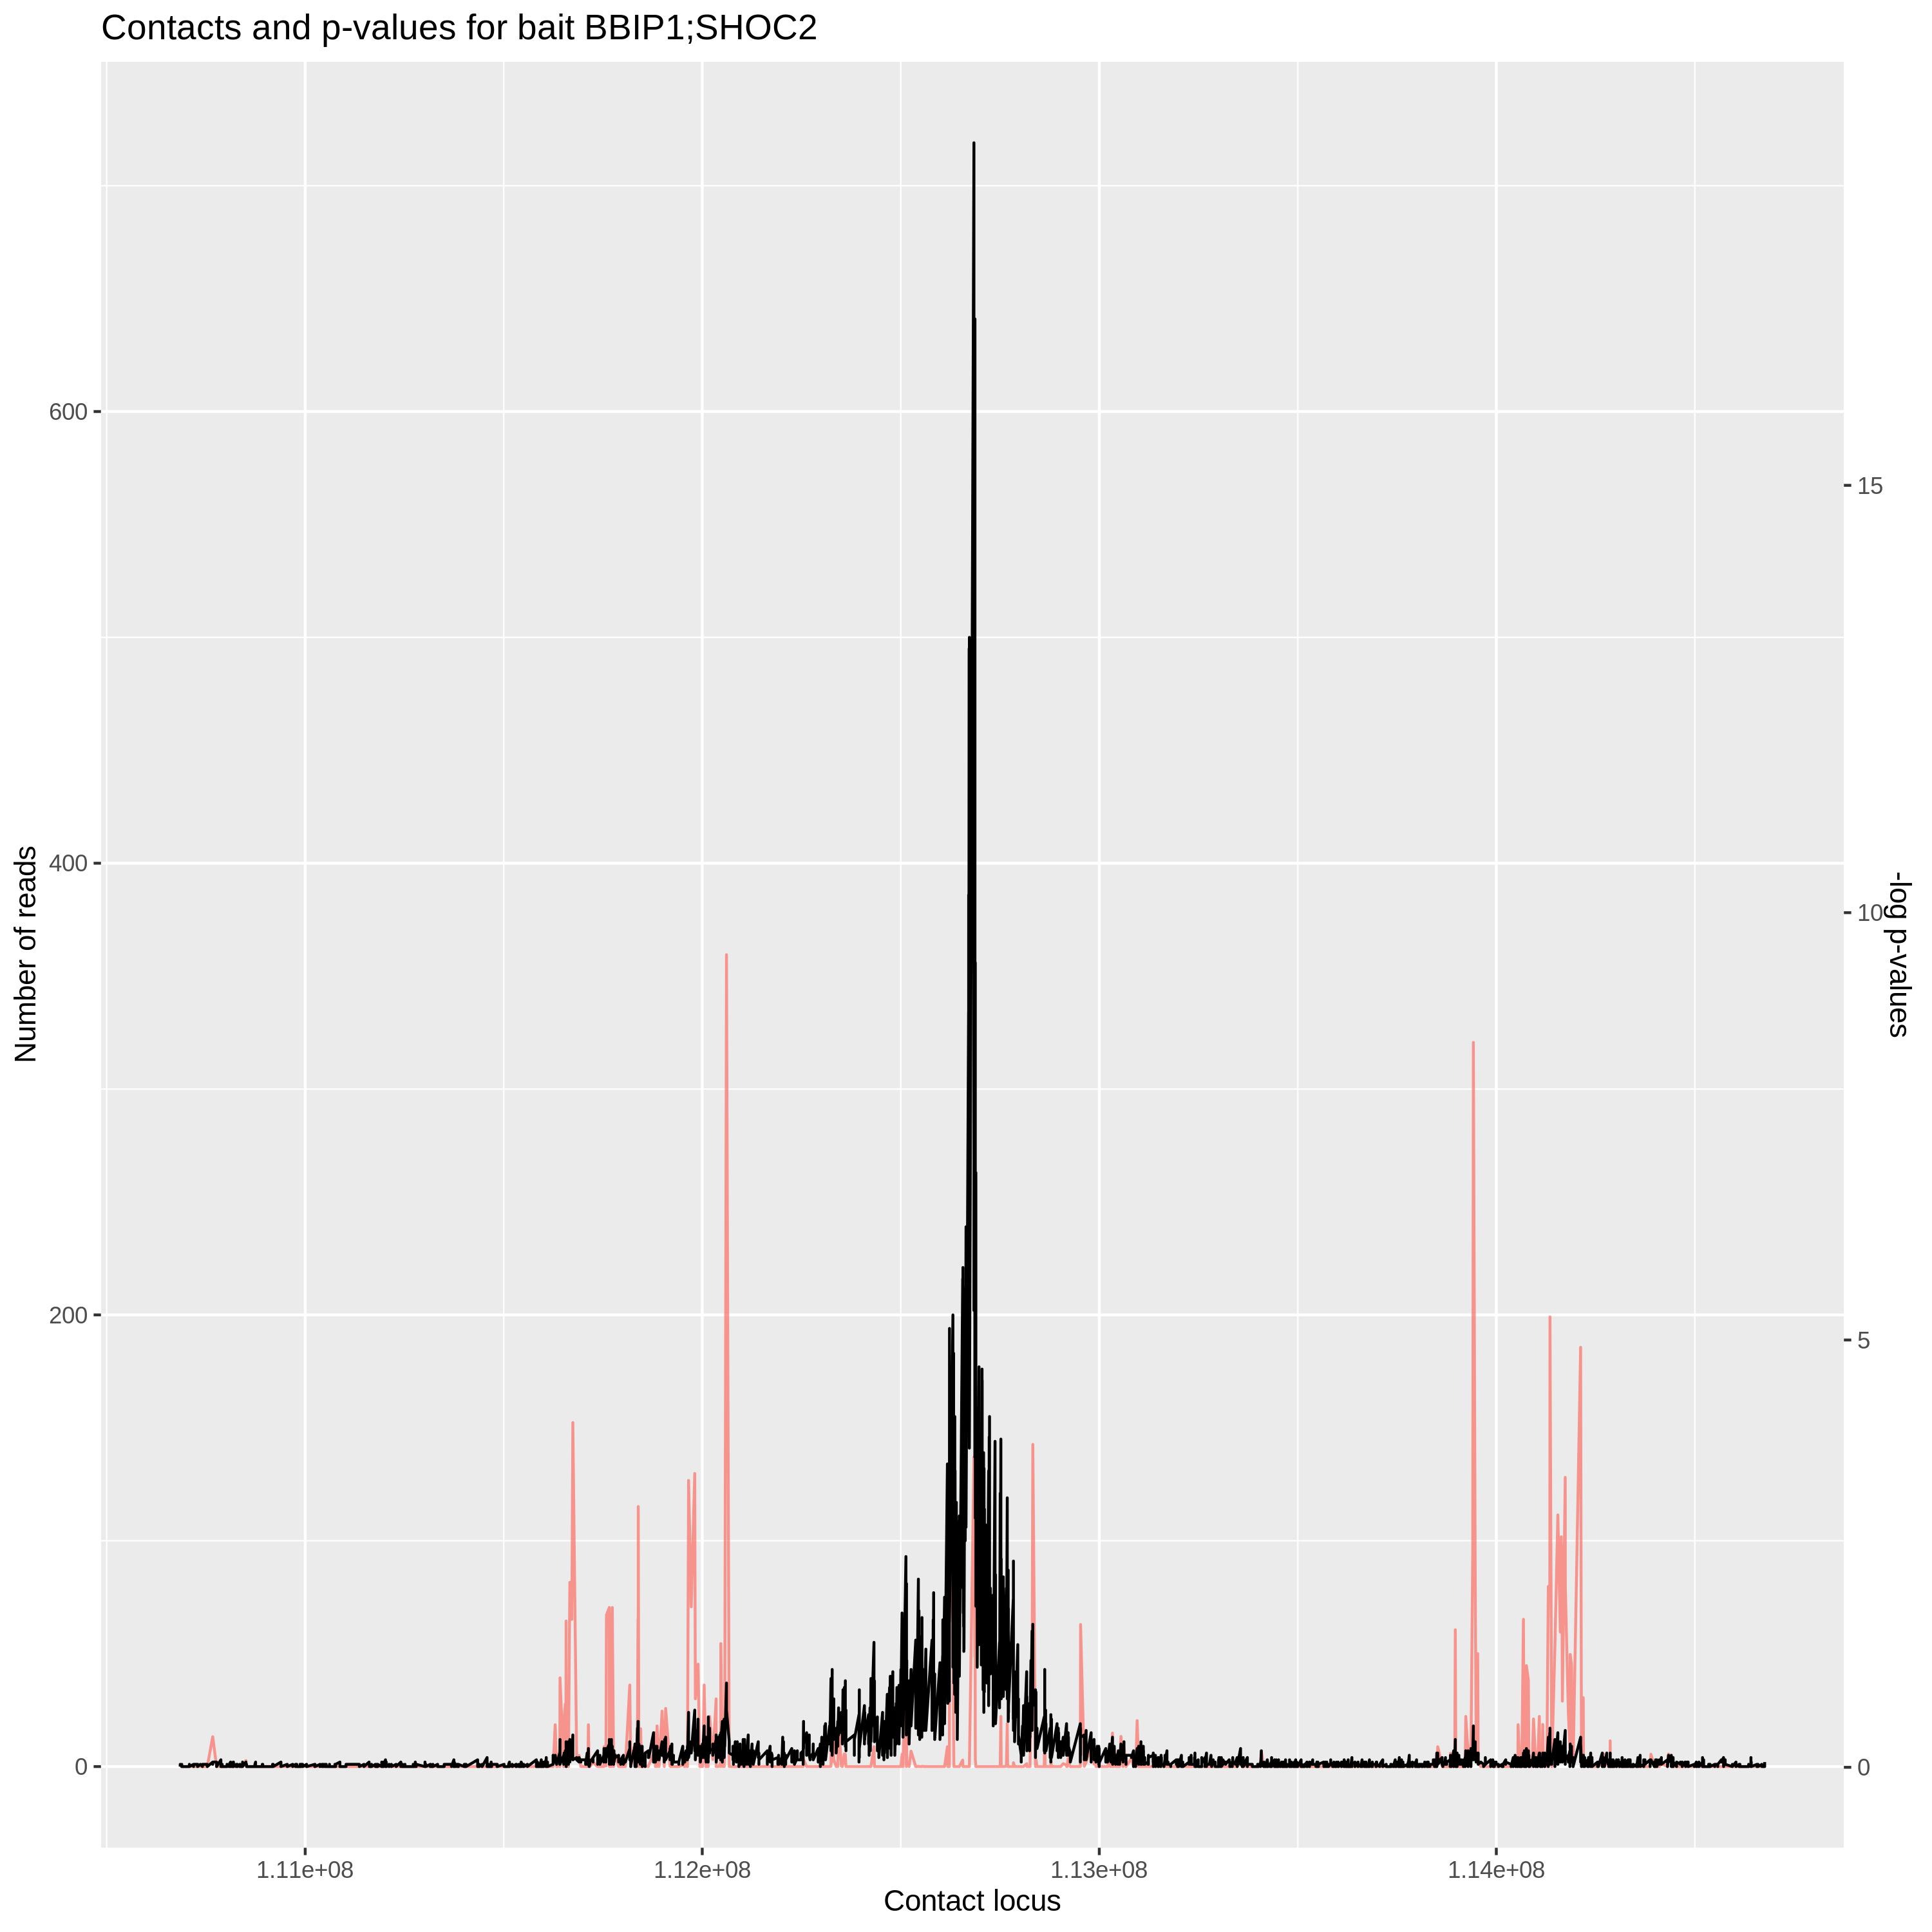 Contacts and p-values for bait BBIP1;SHOC2
600
400
200
0
Number of reads
15
10
5
0
-log p-values
1.11e+08 1.12e+08 1.13e+08 1.14e+08
Contact locus